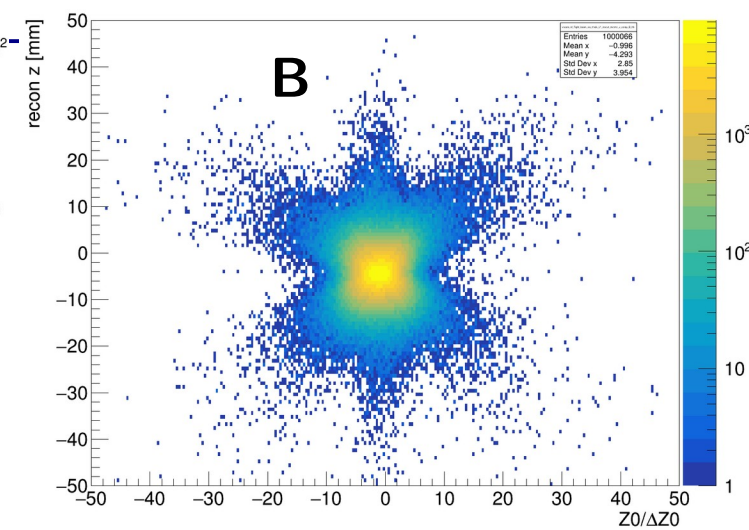 2
recon z [mm]
50
40
30
20
10
0
−10
−20
−30
−40
−50
B
Entries 1000066
Mean x −0.996
Mean y −4.293
Std Dev x 2.85
Std Dev y 3.954
10³
10²
10
1
−50 −40 −30 −20 −10 0 10 20 30 40 50
Z0/ΔZ0